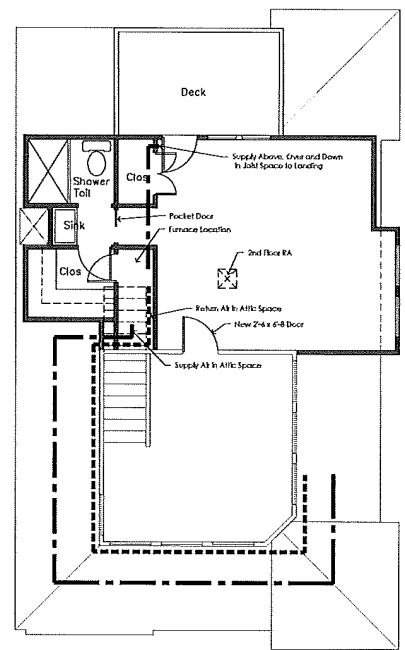 Deck
Supply Above, Over and Down
In Joist Space to Landing
Clos
Shower
Toil
Pocket Door
Sink
Furnace Location
2nd Floor RA
Clos
Return Air In Attic Space
New 2'-6 x 6'-8 Door
Supply Air In Attic Space